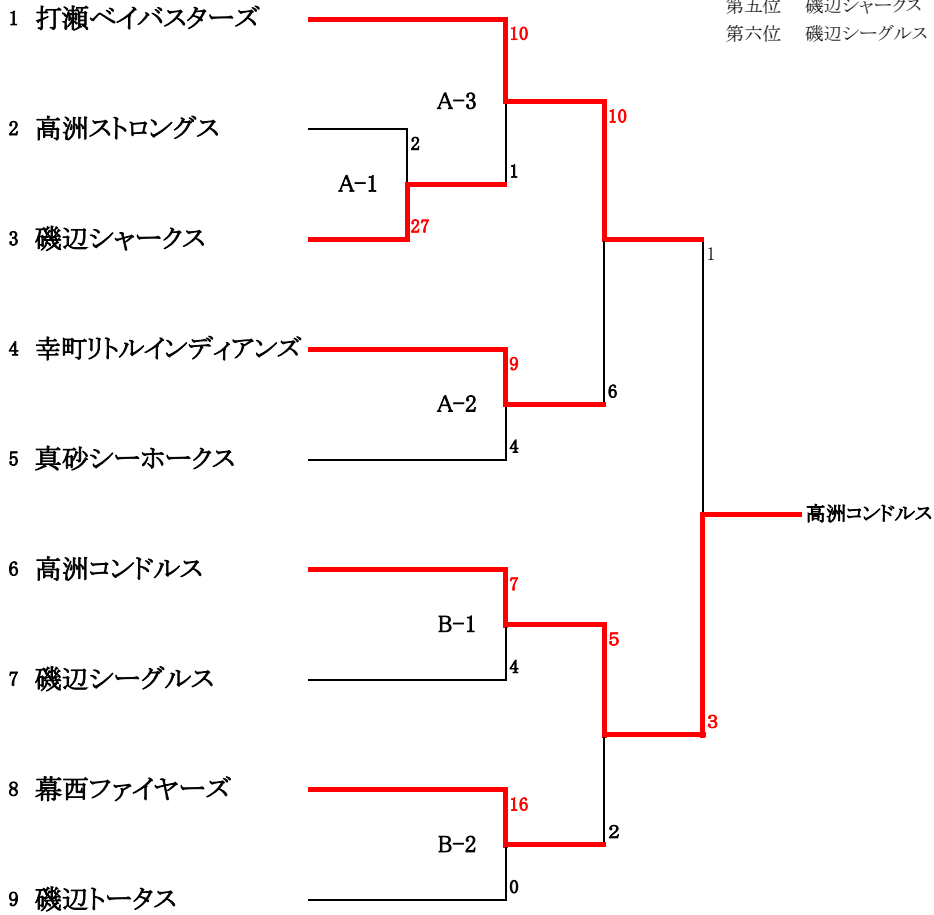 第五位 磯辺シャークス
1 打瀬ベイバスターズ
10
第六位 磯辺シーグルス
A-3
10
2 高洲ストロングス
2
1
A-1
3 磯辺シャークス
27
1
4 幸町リトルインディアンズ
9
6
A-2
4
5 真砂シーホークス
高洲コンドルス
6 高洲コンドルス
7
B-1
5
4
7 磯辺シーグルス
3
8 幕西ファイヤーズ
16
2
B-2
0
9 磯辺トータス